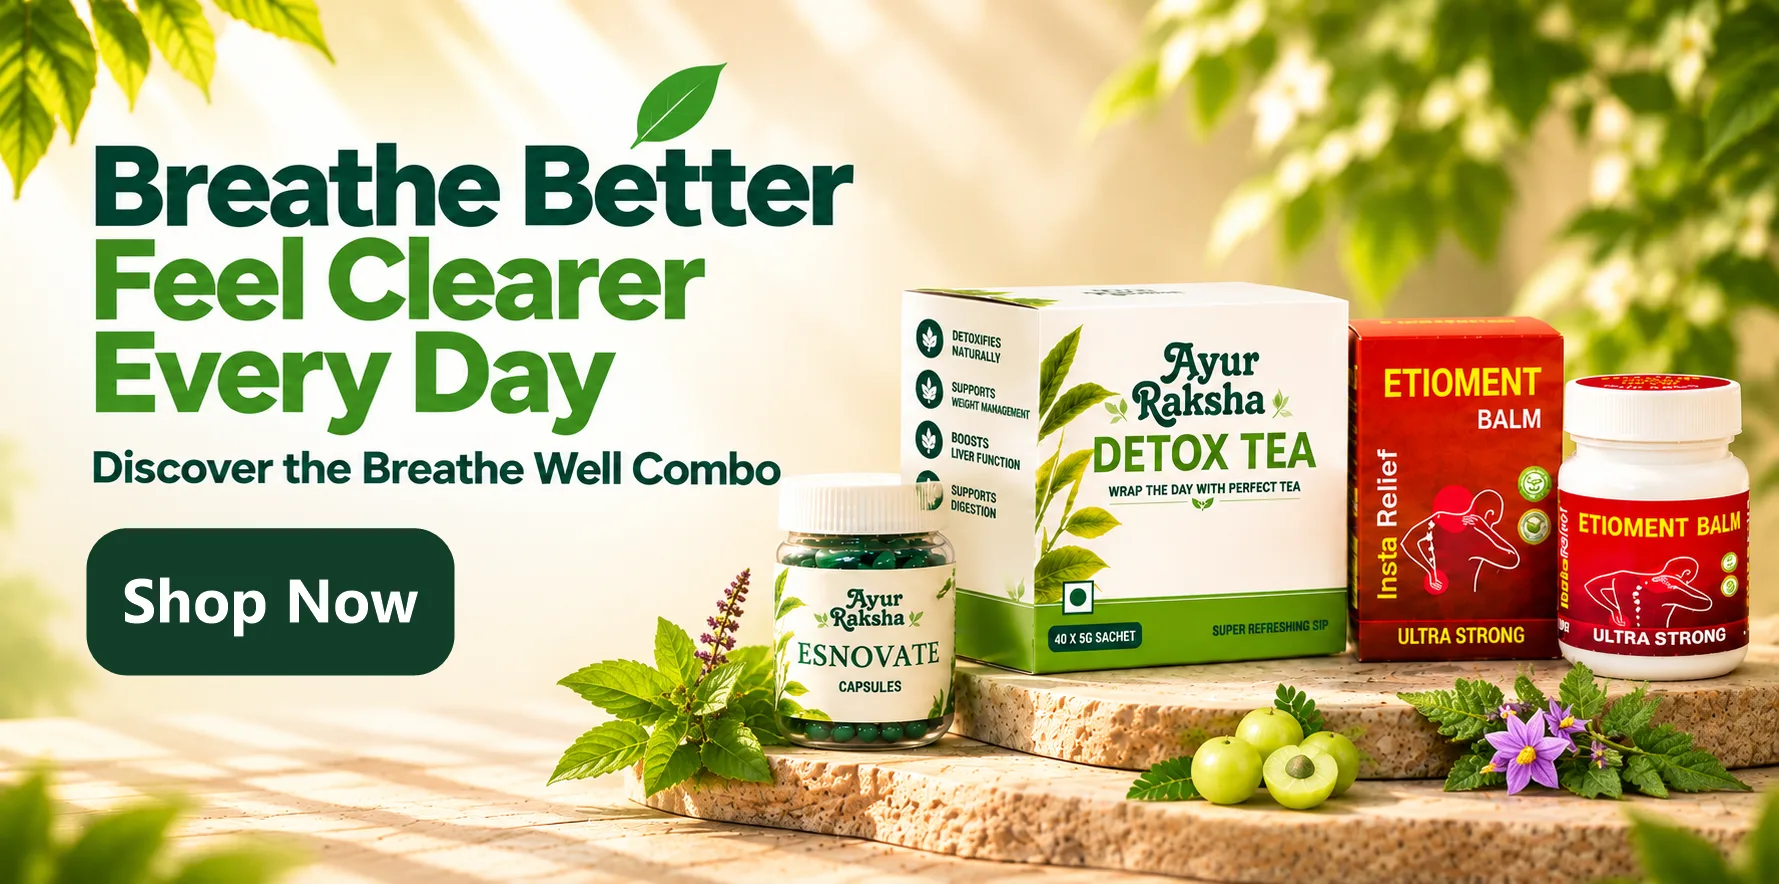 Breathe Better
Feel Clearer
Every Day
Discover the Breathe Well Combo
Shop Now
Ayur
Raksha
ESNOVATE
CAPSULES
DETOXIFIES
NATURALLY
SUPPORTS
WEIGHT MANAGEMENT
BOOSTS
LIVER FUNCTION
SUPPORTS
DIGESTION
Ayur
Raksha
DETOX TEA
WRAP THE DAY WITH PERFECT TEA
40 X 5G SACHET
SUPER REFRESHING SIP
ETIOMENT
BALM
Insta Relief
ULTRA STRONG
ETIOMENT BALM
ULTRA STRONG